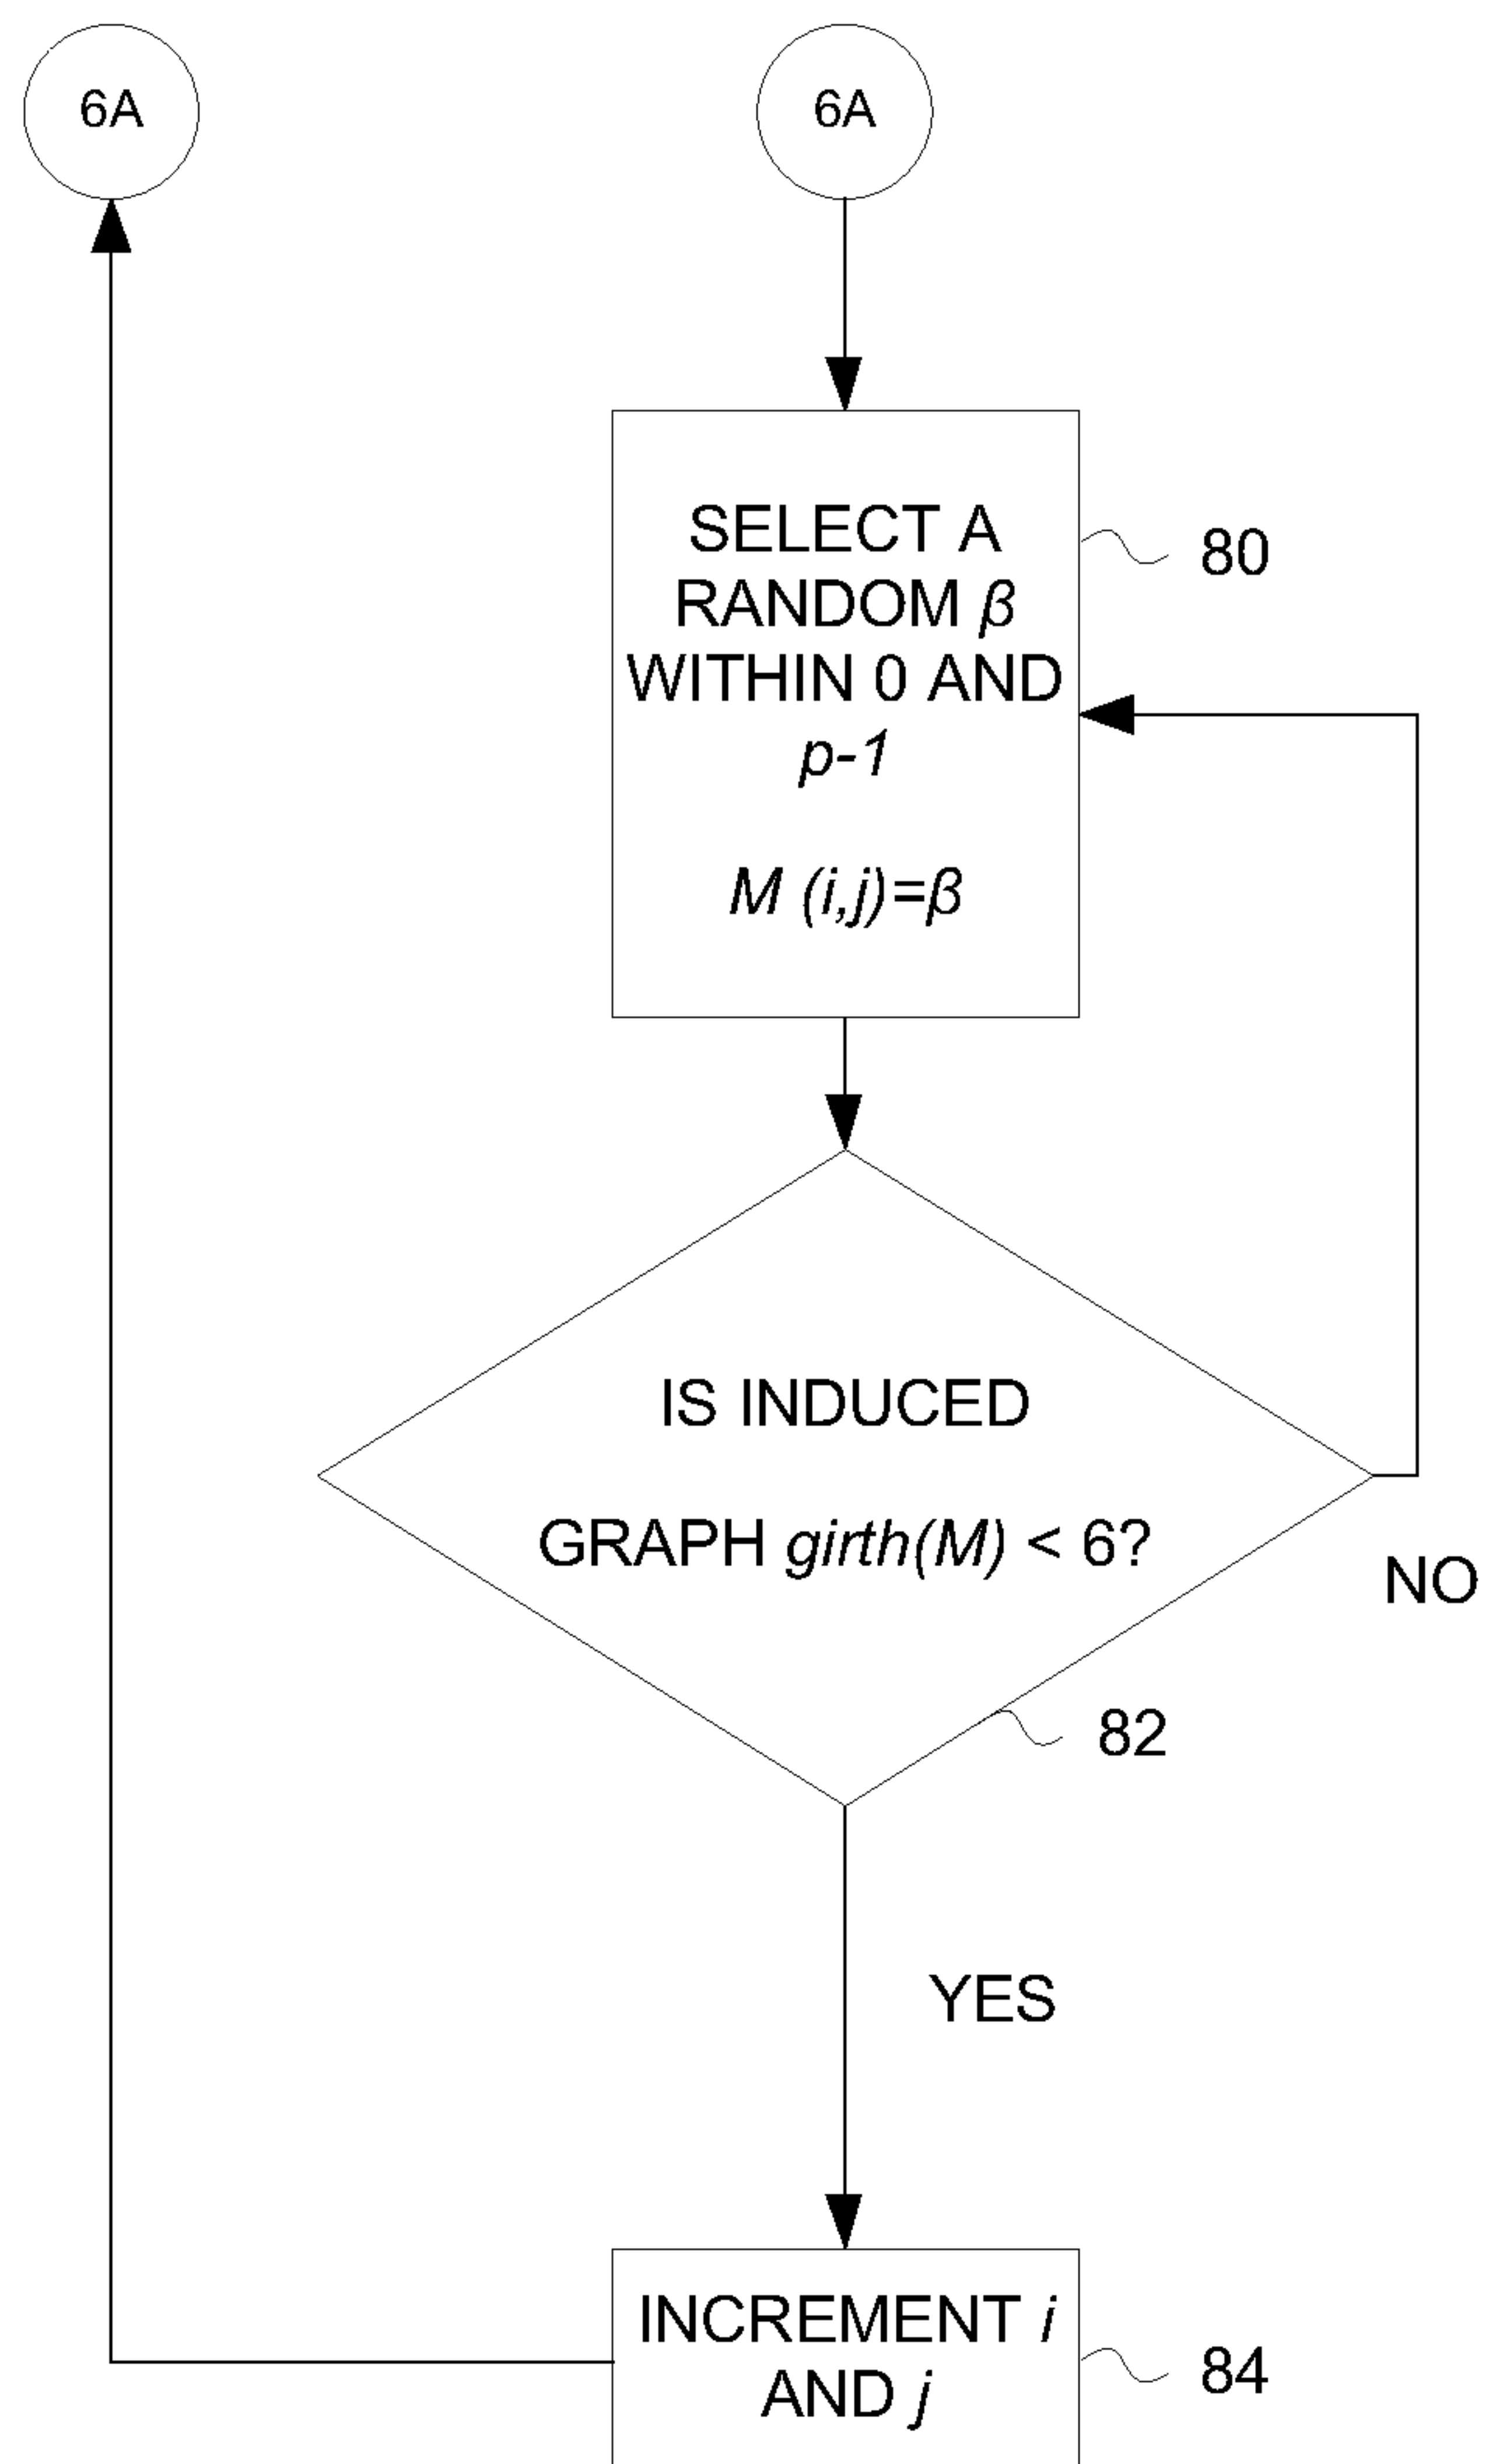 6A
6A
SELECT A
RANDOM β
WITHIN 0 AND
p-1
M (i,j)=β
80
IS INDUCED
GRAPH girth(M) < 6?
NO
82
YES
INCREMENT i
AND j
84